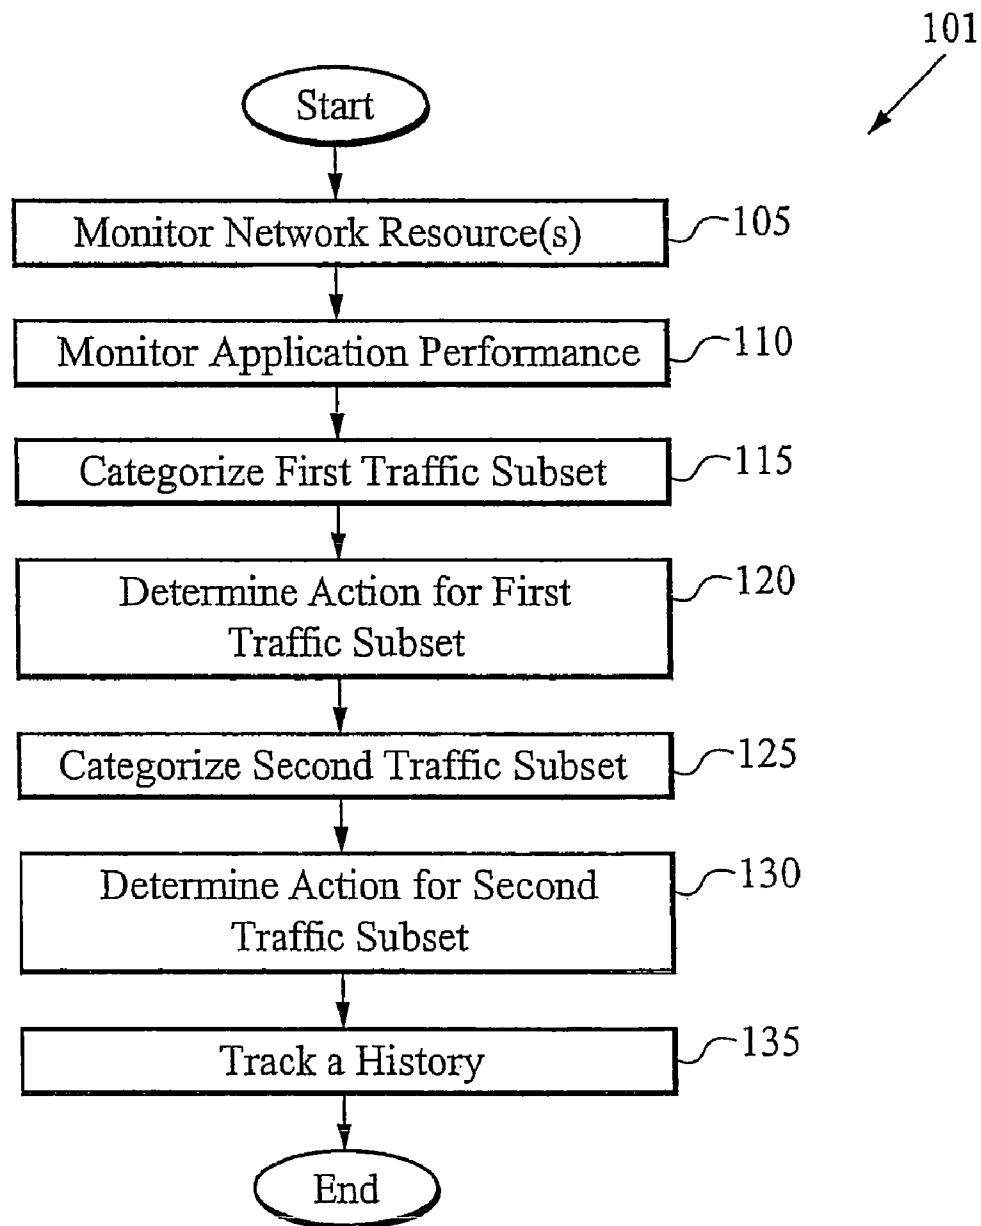 101
Start
Monitor Network Resource(s)
105
Monitor Application Performance
110
Categorize First Traffic Subset
115
Determine Action for First
Traffic Subset
120
Categorize Second Traffic Subset
125
Determine Action for Second
Traffic Subset
130
Track a History
135
End